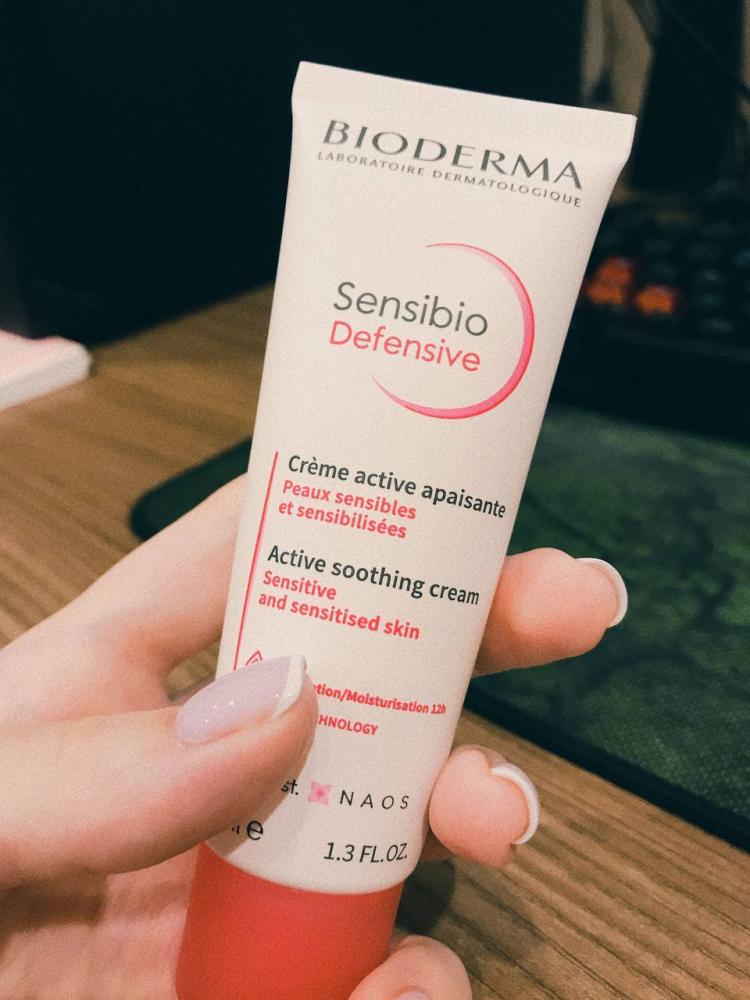 BIODERMA
LABORATOIRE DERMATOLOGIQUE
Sensibio
Defensive
Crème active apaisante
Peaux sensibles
et sensibilisées
Active soothing cream
Sensitive
and sensitised skin
Moisturisation 12h
st. NAOS
e 1.3 FL.OZ.